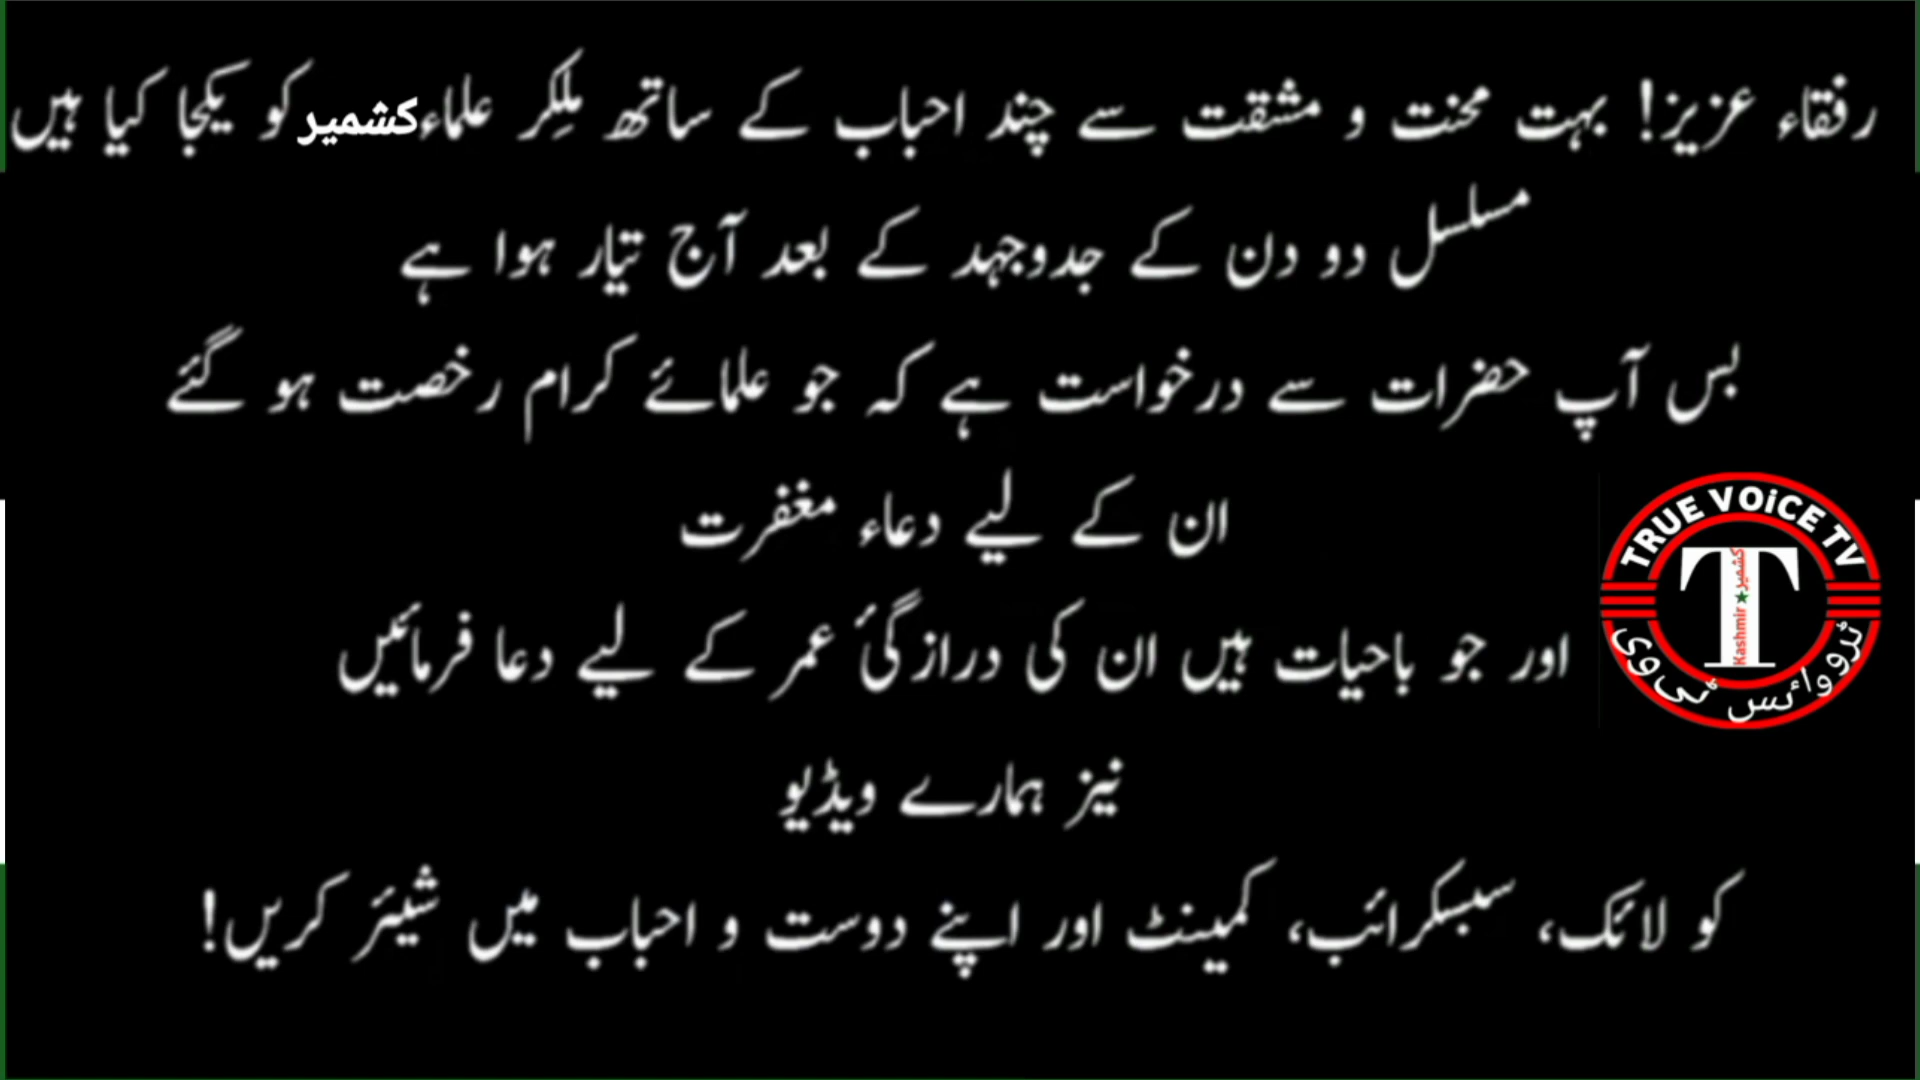 رفقاء عزیز! بہت محنت و مشقت سے چند احباب کے ساتھ مِلکِر علماء کشمیر کو یکجا کیا ہیں
مسلسل دو دن کے جدوجہد کے بعد آج تیار ہوا ہے
بس آپ حضرات سے درخواست ہے کہ جو علمائے کرام رخصت ہو گئے
ان کے لیے دعاء مغفرت
TRUE VOiCE TV
T
کشمیر
Kashmir
ٹروائس ٹی وی
اور جو باحیات ہیں ان کی درازگیٔ عمر کے لیے دعا فرمائیں
نیز ہمارے ویڈیو
کو لائک، سبسکرائب، کمینٹ اور اپنے دوست و احباب میں شیئر کریں!